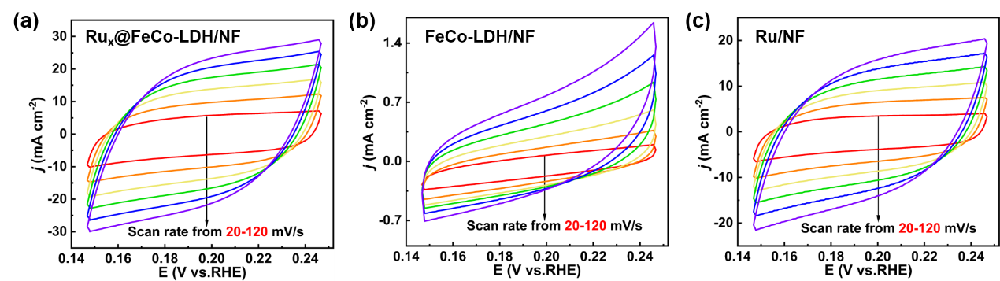 (a)
Ruₓ@FeCo-LDH/NF
30
20
10
0
-10
-20
-30
j (mA cm⁻²)
Scan rate from 20-120 mV/s
0.14 0.16 0.18 0.20 0.22 0.24
E (V vs.RHE)
(b)
FeCo-LDH/NF
1.4
0.7
0.0
-0.7
j (mA cm⁻²)
Scan rate from 20-120 mV/s
0.14 0.16 0.18 0.20 0.22 0.24
E (V vs.RHE)
(c)
Ru/NF
20
10
0
-10
-20
j (mA cm⁻²)
Scan rate from 20-120 mV/s
0.14 0.16 0.18 0.20 0.22 0.24
E (V vs.RHE)